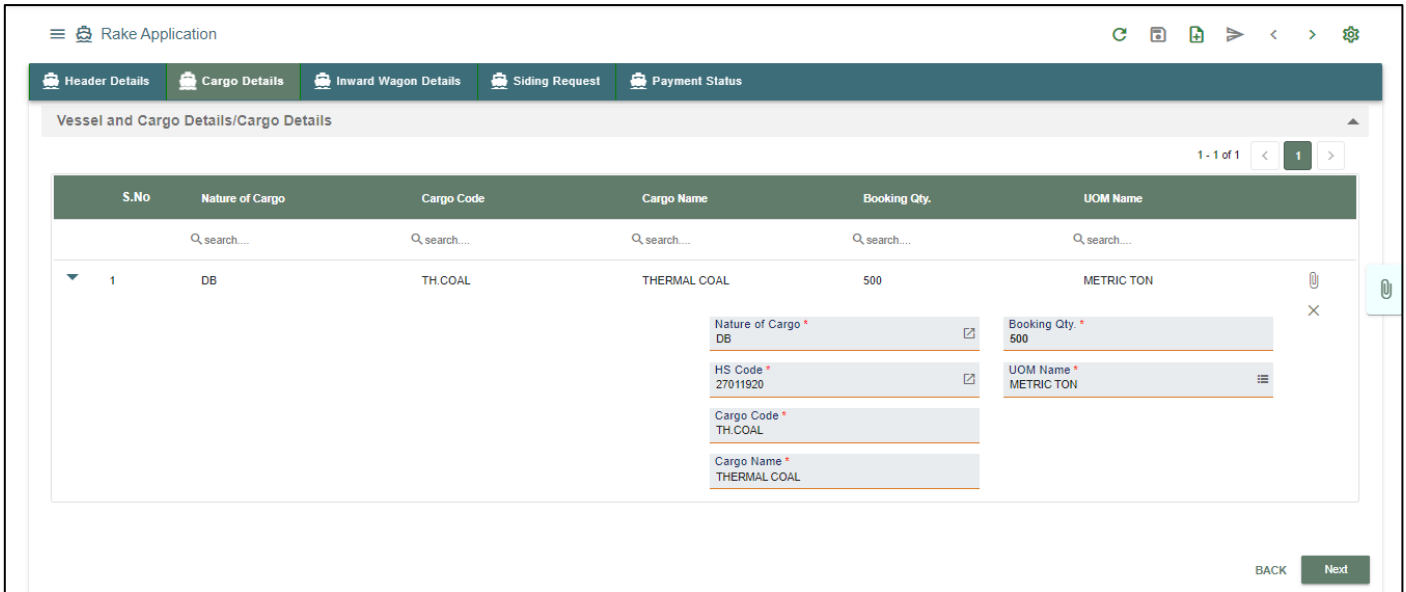 Rake Application
Header Details Cargo Details Inward Wagon Details Siding Request Payment Status
Vessel and Cargo Details/Cargo Details
1 - 1 of 1 < 1 >
S.No Nature of Cargo Cargo Code Cargo Name Booking Qty. UOM Name
search.... search.... search.... search.... search....
1 DB TH.COAL THERMAL COAL 500 METRIC TON
Nature of Cargo * Booking Qty. *
DB 500
HS Code * UOM Name *
27011920 METRIC TON
Cargo Code *
TH.COAL
Cargo Name *
THERMAL COAL
BACK Next